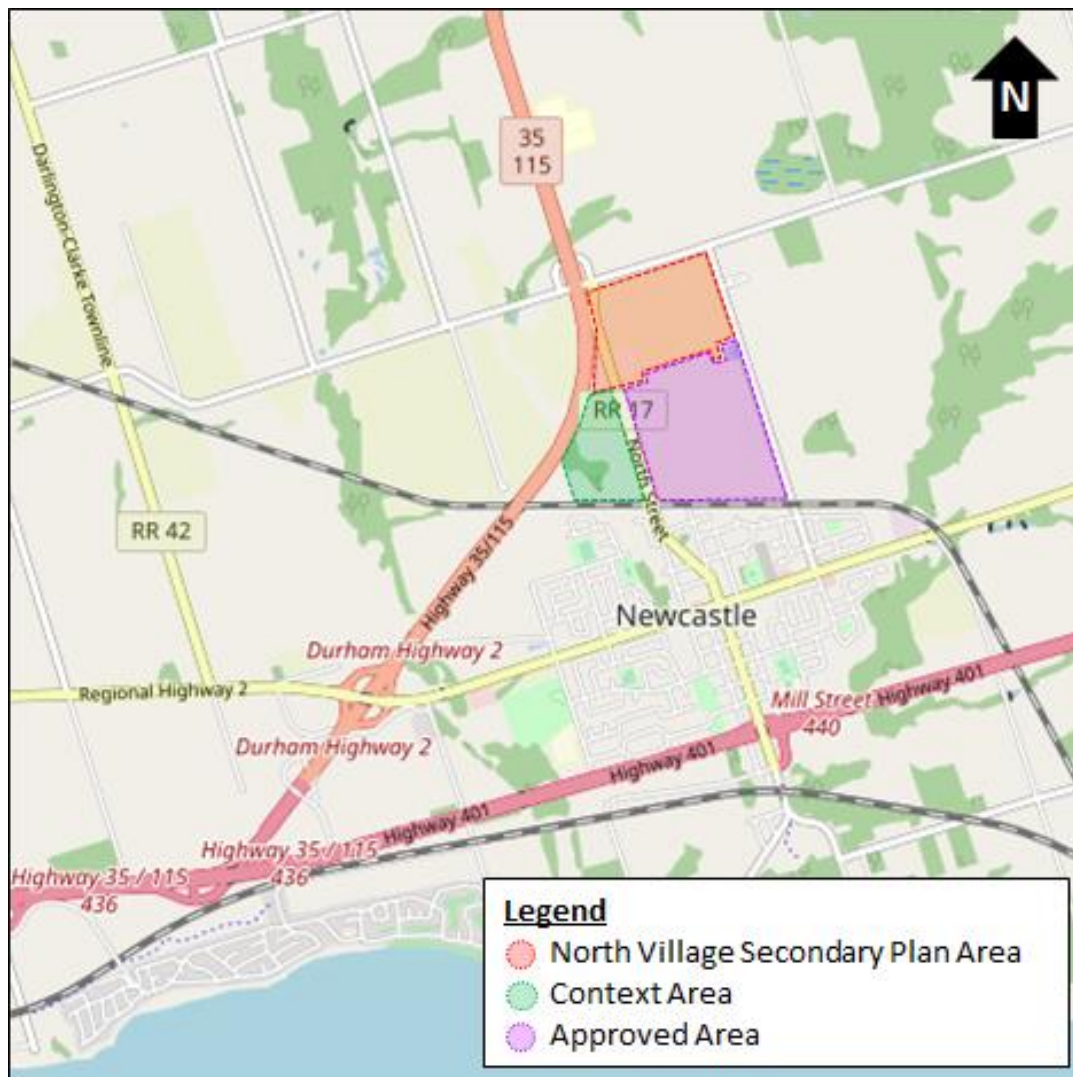 N
35
115
Darlington-Clarke Townline
RR 17
North Street
RR 42
Highway 35/115
Newcastle
Durham Highway 2
Regional Highway 2
Mill Street
440
Highway 401
Durham Highway 2
Highway 401
Highway 401
Highway 35 / 115
436
Highway 35 / 115
436
Legend
North Village Secondary Plan Area
Context Area
Approved Area